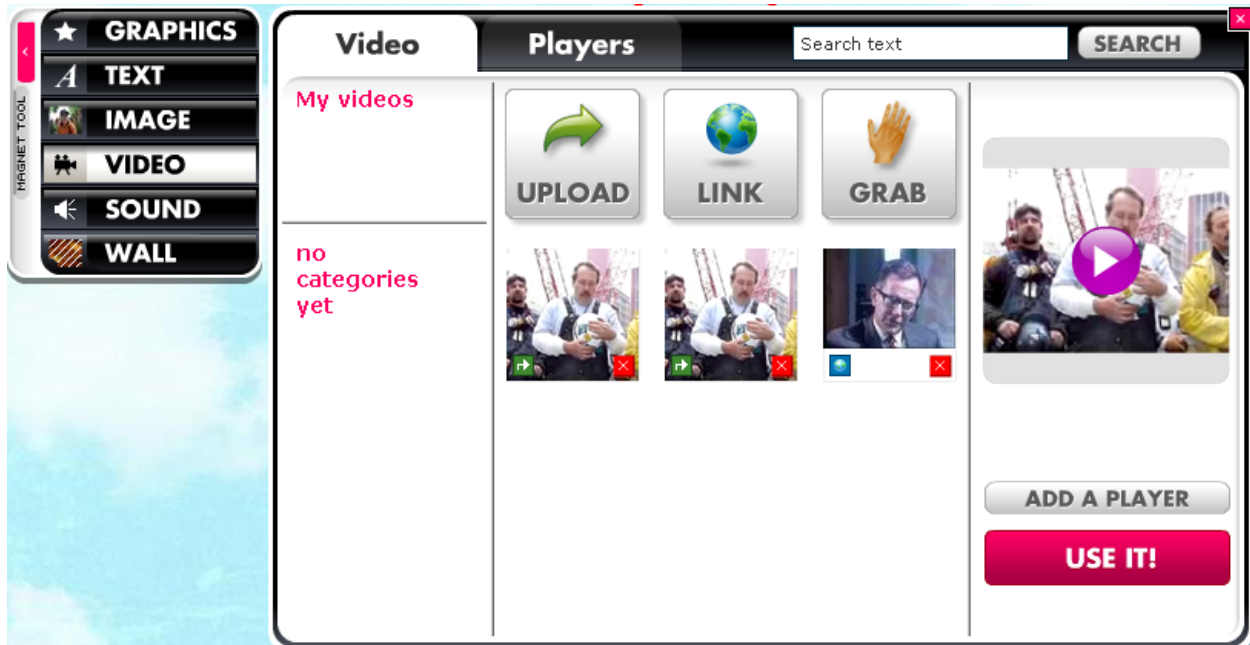 GRAPHICS
A TEXT
IMAGE
VIDEO
SOUND
WALL
MAGNET TOOL
Video
Players
Search text
SEARCH
My videos
no
categories
yet
UPLOAD
LINK
GRAB
ADD A PLAYER
USE IT!